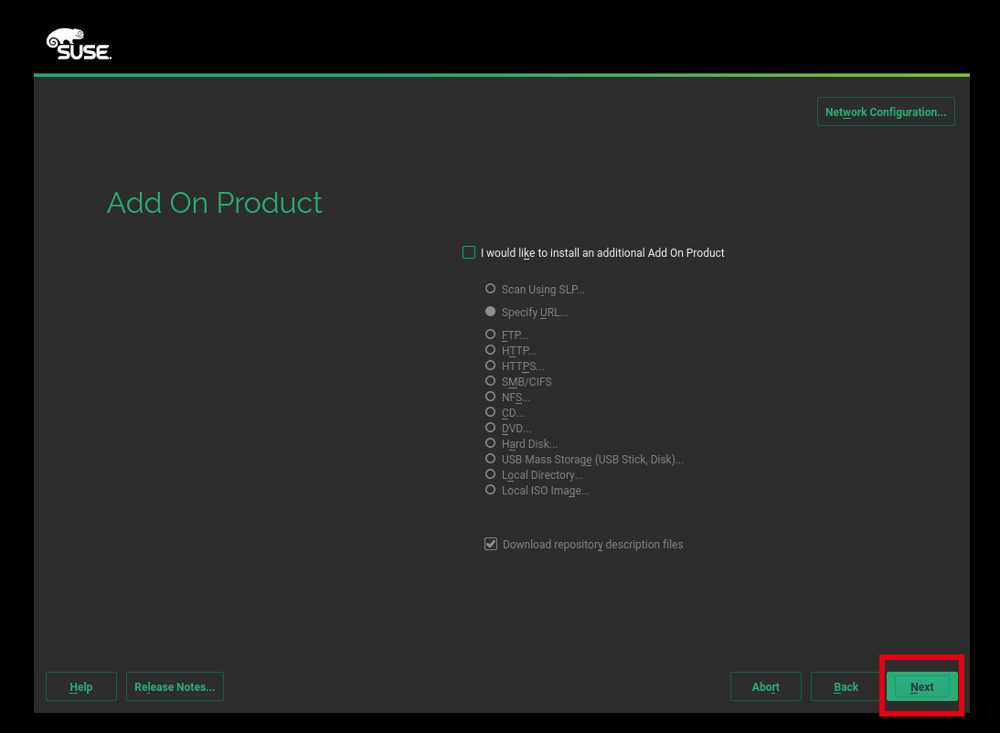 SUSE.
Network Configuration...
Add On Product
I would like to install an additional Add On Product
Scan Using SLP...
Specify URL...
FTP...
HTTP...
HTTPS...
SMB/CIFS
NFS...
CD...
DVD...
Hard Disk...
USB Mass Storage (USB Stick, Disk)...
Local Directory...
Local ISO Image...
Download repository description files
Help Release Notes... Abort Back Next